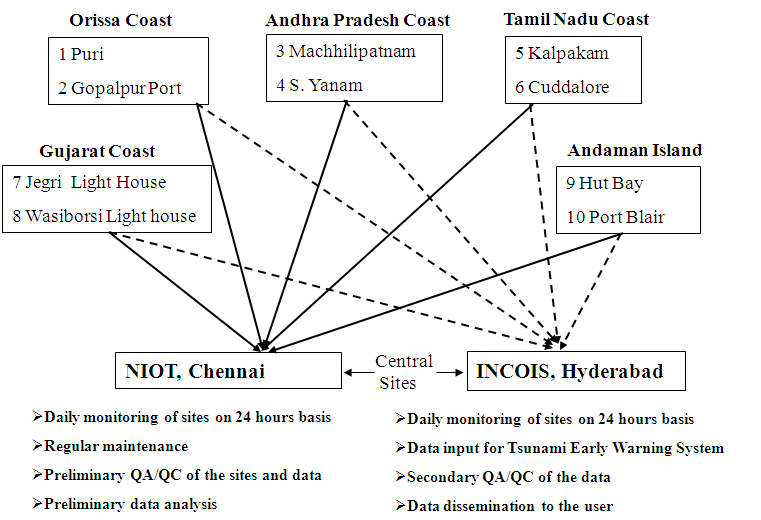 Orissa Coast
1 Puri
2 Gopalpur Port
Andhra Pradesh Coast
3 Machhilipatnam
4 S. Yanam
Tamil Nadu Coast
5 Kalpakam
6 Cuddalore
Gujarat Coast
7 Jegri Light House
8 Wasiborsi Light house
Andaman Island
9 Hut Bay
10 Port Blair
NIOT, Chennai
Central
Sites
INCOIS, Hyderabad
➢Daily monitoring of sites on 24 hours basis
➢Regular maintenance
➢Preliminary QA/QC of the sites and data
➢Preliminary data analysis
➢Daily monitoring of sites on 24 hours basis
➢Data input for Tsunami Early Warning System
➢Secondary QA/QC of the data
➢Data dissemination to the user